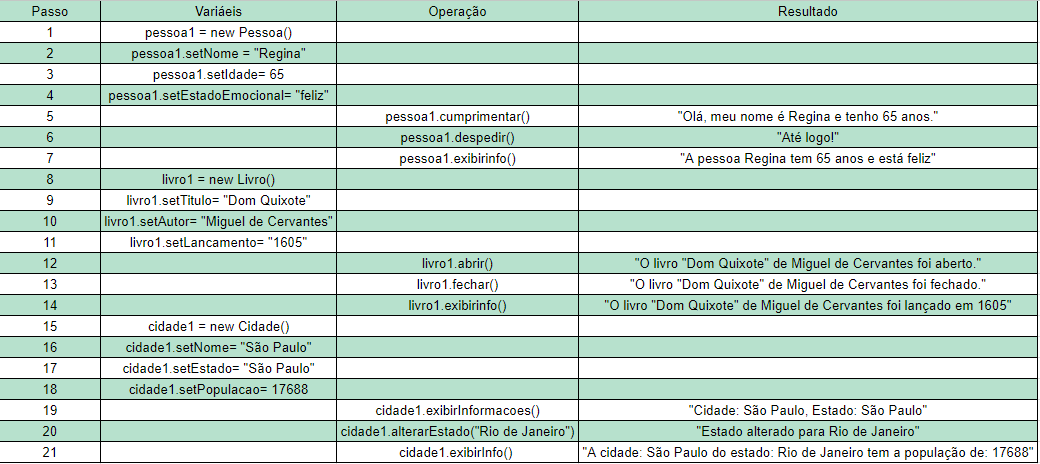 Passo Variáeis Operação Resultado
1 pessoa1 = new Pessoa()
2 pessoa1.setNome = "Regina"
3 pessoa1.setIdade= 65
4 pessoa1.setEstadoEmocional= "feliz"
5 pessoa1.cumprimentar() "Olá, meu nome é Regina e tenho 65 anos."
6 pessoa1.despedir() "Até logo!"
7 pessoa1.exibirinfo() "A pessoa Regina tem 65 anos e está feliz"
8 livro1 = new Livro()
9 livro1.setTitulo= "Dom Quixote"
10 livro1.setAutor= "Miguel de Cervantes"
11 livro1.setLancamento= "1605"
12 livro1.abrir() "O livro "Dom Quixote" de Miguel de Cervantes foi aberto."
13 livro1.fechar() "O livro "Dom Quixote" de Miguel de Cervantes foi fechado."
14 livro1.exibirinfo() "O livro "Dom Quixote" de Miguel de Cervantes foi lançado em 1605"
15 cidade1 = new Cidade()
16 cidade1.setNome= "São Paulo"
17 cidade1.setEstado= "São Paulo"
18 cidade1.setPopulacao= 17688
19 cidade1.exibirInformacoes() "Cidade: São Paulo, Estado: São Paulo"
20 cidade1.alterarEstado("Rio de Janeiro") "Estado alterado para Rio de Janeiro"
21 cidade1.exibirInfo() "A cidade: São Paulo do estado: Rio de Janeiro tem a população de: 17688"